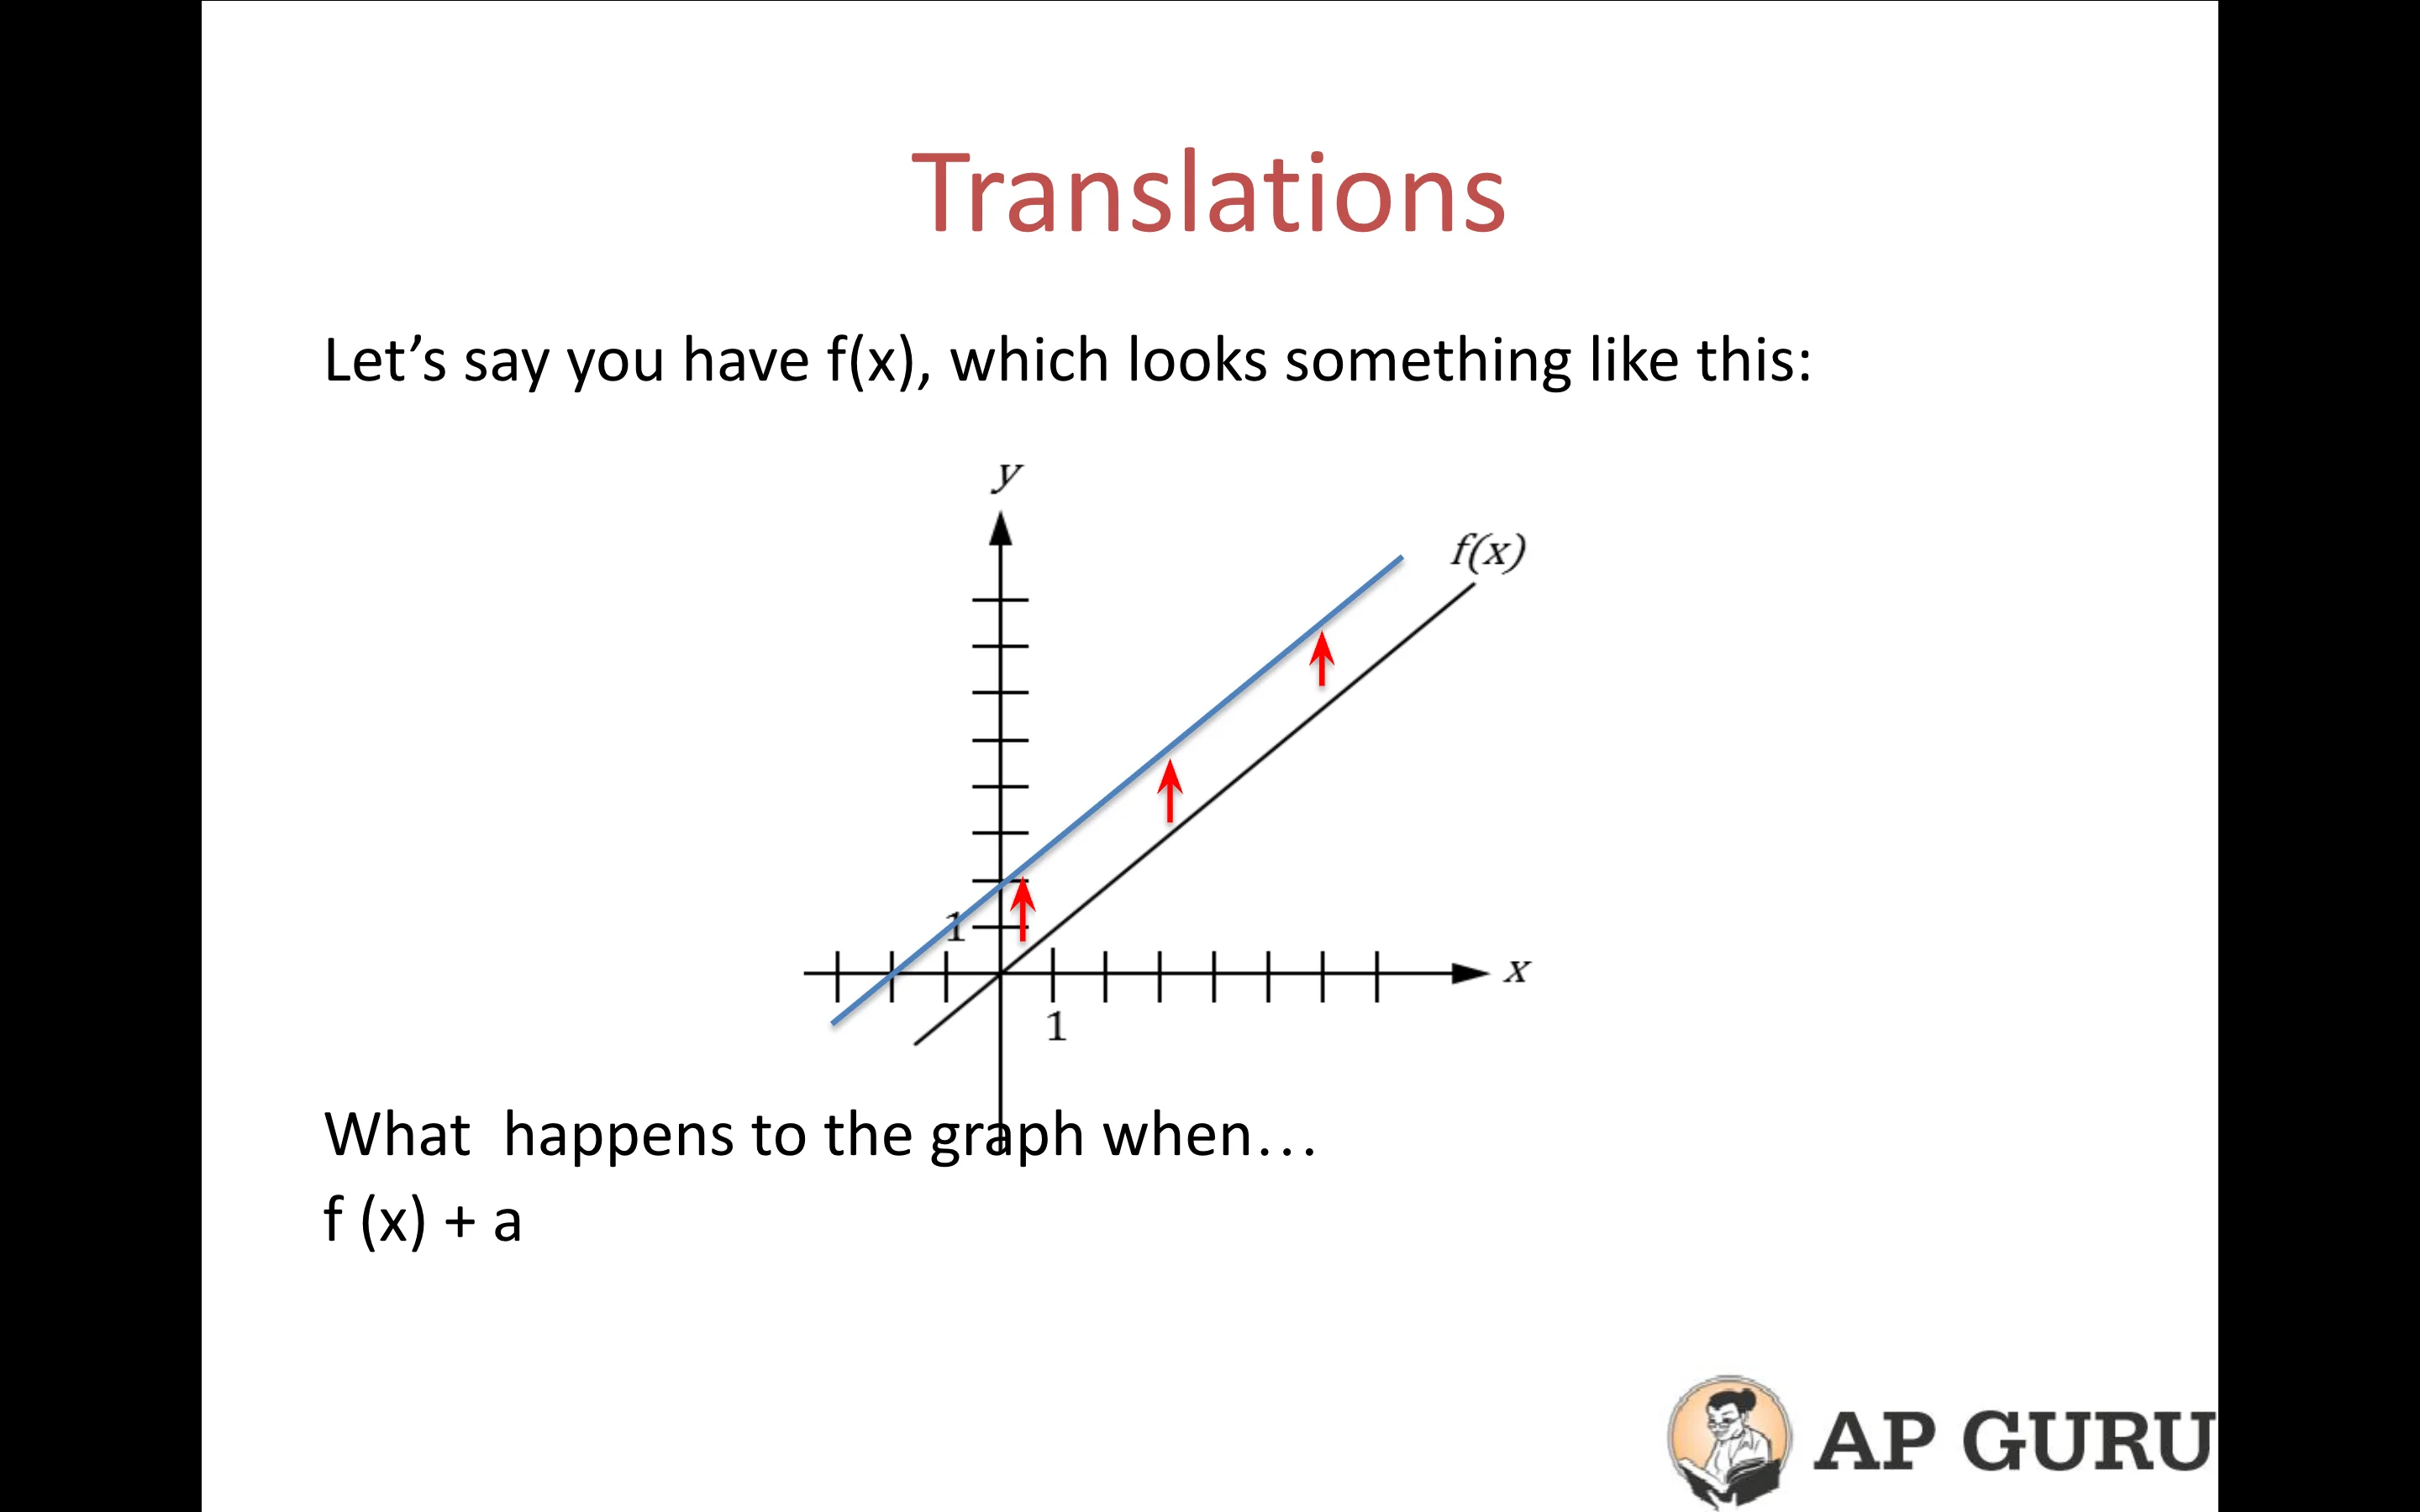 Translations
Let’s say you have f(x), which looks something like this:
y
f(x)
1
x
1
What  happens to the graph when…
f (x) + a
AP GURU